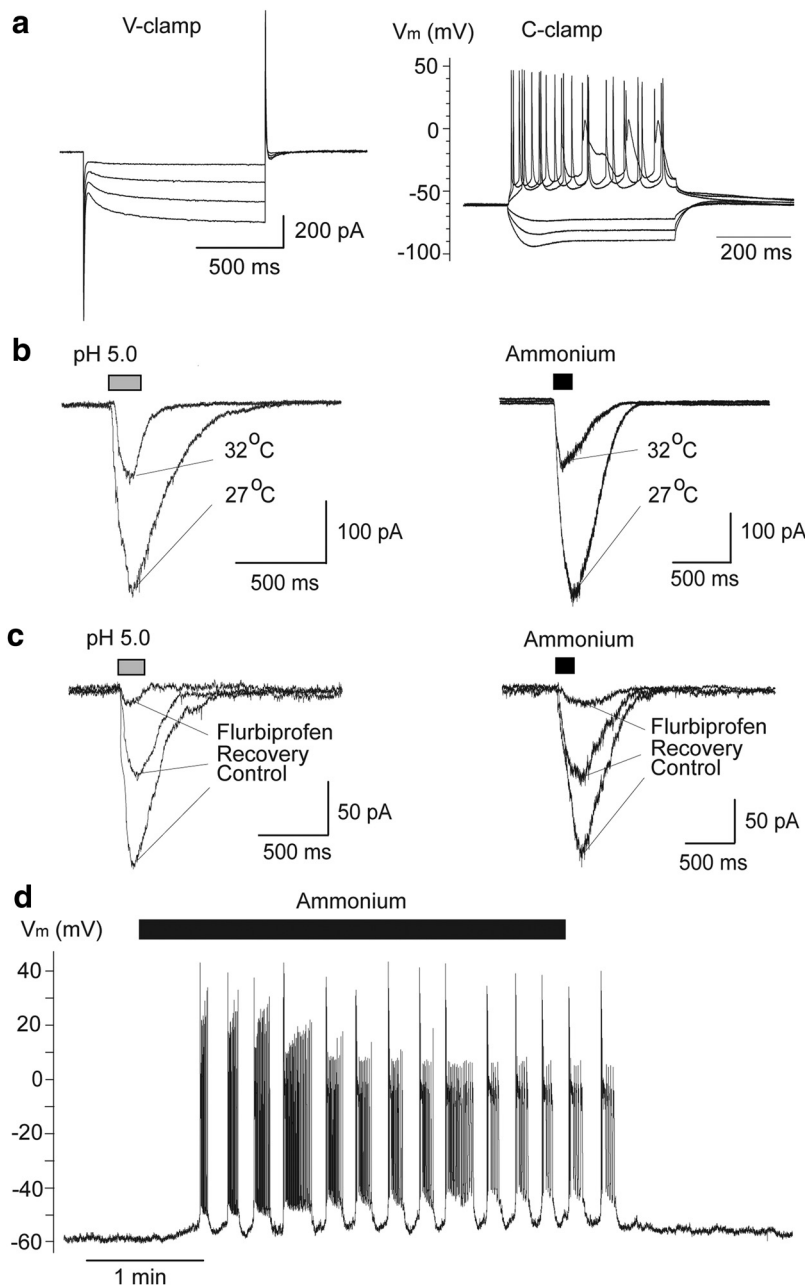 a
V-clamp
200 pA
500 ms
Vm (mV)
C-clamp
50
0
-50
-100
200 ms
b
pH 5.0
32°C
27°C
100 pA
500 ms
Ammonium
32°C
27°C
100 pA
500 ms
c
pH 5.0
Flurbiprofen
Recovery
Control
50 pA
500 ms
Ammonium
Flurbiprofen
Recovery
Control
50 pA
500 ms
d
Ammonium
Vm (mV)
40
20
0
-20
-40
-60
1 min